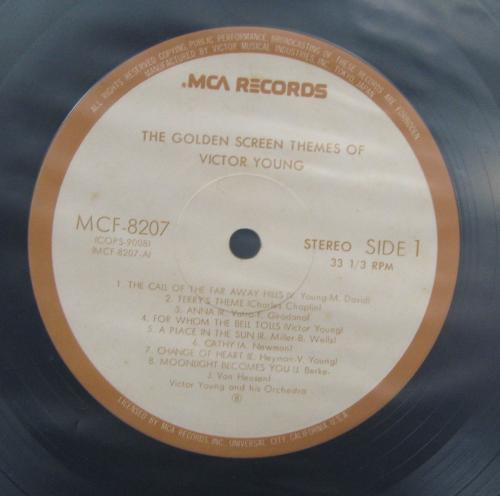 ALL RIGHTS RESERVED COPYING PUBLIC PERFORMANCE, BROADCASTING OF THESE RECORDS ARE FORBIDDEN
MANUFACTURED BY VICTOR MUSICAL INDUSTRIES INC. TOKYO JAPAN
MCA RECORDS
THE GOLDEN SCREEN THEMES OF
VICTOR YOUNG
MCF-8207
(COPS-9008)
(MCF-8207-A)
STEREO SIDE 1
33 1/3 RPM
1. THE CALL OF THE FAR AWAY HILLS (V. Young-M. David)
2. TERRY'S THEME (Charles Chaplin)
3. ANNA (R. Vatro-F. Giordano)
4. FOR WHOM THE BELL TOLLS (Victor Young)
5. A PLACE IN THE SUN (R. Miller-B. Wells)
6. CATHY (A. Newman)
7. CHANGE OF HEART (E. Heyman-V. Young)
8. MOONLIGHT BECOMES YOU (J. Berke-
J. Van Heusen)
Victor Young and his Orchestra
Ⓟ
LICENSED BY MCA RECORDS INC., UNIVERSAL CITY, CALIFORNIA, U.S.A